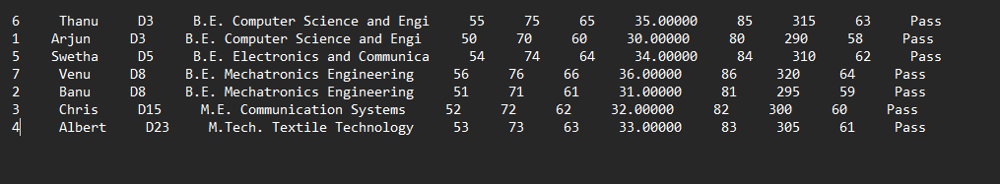 6 Thanu D3 B.E. Computer Science and Engi 55 75 65 35.00000 85 315 63 Pass
1 Arjun D3 B.E. Computer Science and Engi 50 70 60 30.00000 80 290 58 Pass
5 Swetha D5 B.E. Electronics and Communica 54 74 64 34.00000 84 310 62 Pass
7 Venu D8 B.E. Mechatronics Engineering 56 76 66 36.00000 86 320 64 Pass
2 Banu D8 B.E. Mechatronics Engineering 51 71 61 31.00000 81 295 59 Pass
3 Chris D15 M.E. Communication Systems 52 72 62 32.00000 82 300 60 Pass
4 Albert D23 M.Tech. Textile Technology 53 73 63 33.00000 83 305 61 Pass